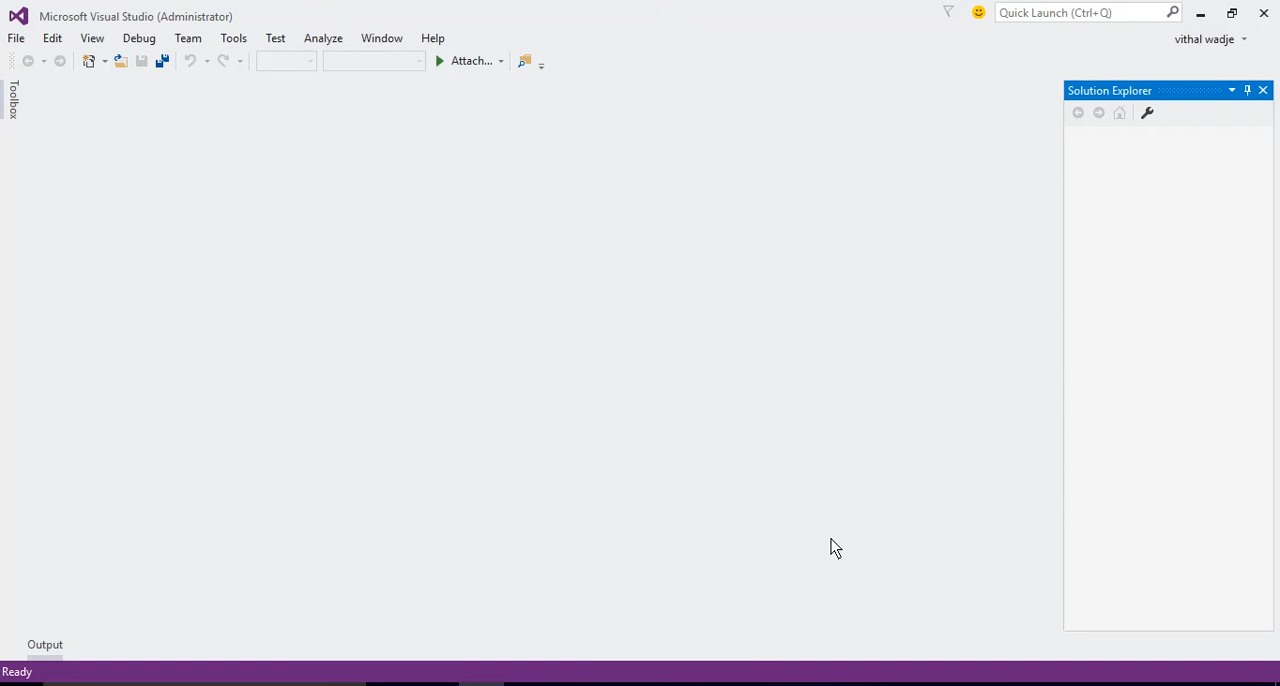 Microsoft Visual Studio (Administrator)
Quick Launch (Ctrl+Q)
File Edit View Debug Team Tools Test Analyze Window Help
vithal wadje
Attach...
Toolbox
Solution Explorer
Output
Ready